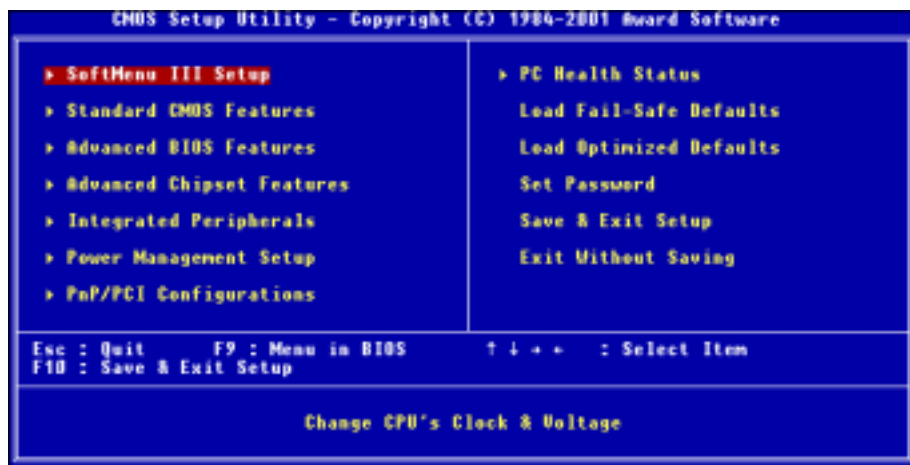 CMOS Setup Utility - Copyright (C) 1984-2001 Award Software
▸ SoftMenu III Setup
▸ Standard CMOS Features
▸ Advanced BIOS Features
▸ Advanced Chipset Features
▸ Integrated Peripherals
▸ Power Management Setup
▸ PnP/PCI Configurations
▸ PC Health Status
Load Fail-Safe Defaults
Load Optimized Defaults
Set Password
Save & Exit Setup
Exit Without Saving
Esc : Quit F9 : Menu in BIOS ↑ ↓ → ← : Select Item
F10 : Save & Exit Setup
Change CPU's Clock & Voltage